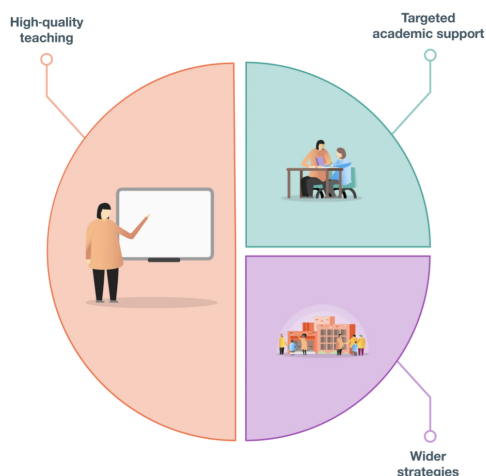 High-quality
teaching
Targeted
academic support
Wider
strategies